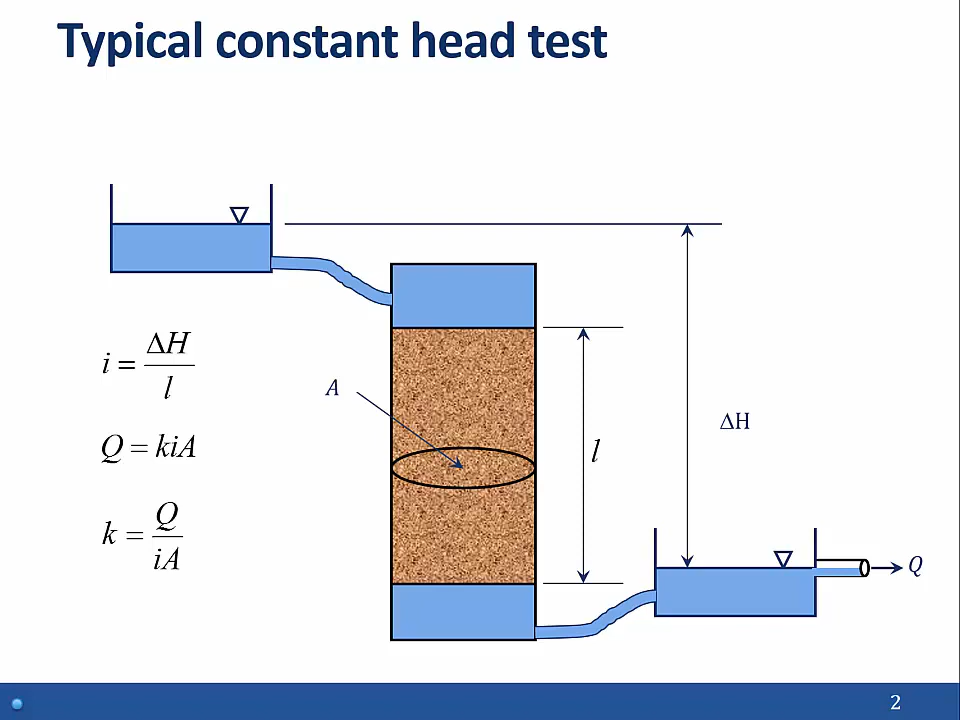 Typical constant head test
i = ΔH / l
Q = kiA
k = Q / iA
A
l
ΔH
Q
2